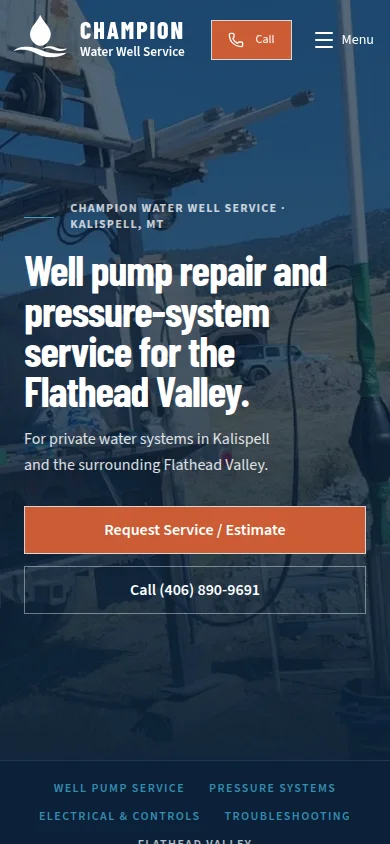 CHAMPION
Water Well Service
Call
Menu
CHAMPION WATER WELL SERVICE ·
KALISPELL, MT
Well pump repair and
pressure-system
service for the
Flathead Valley.
For private water systems in Kalispell
and the surrounding Flathead Valley.
Request Service / Estimate
Call (406) 890-9691
WELL PUMP SERVICE PRESSURE SYSTEMS
ELECTRICAL & CONTROLS TROUBLESHOOTING
FLATHEAD VALLEY